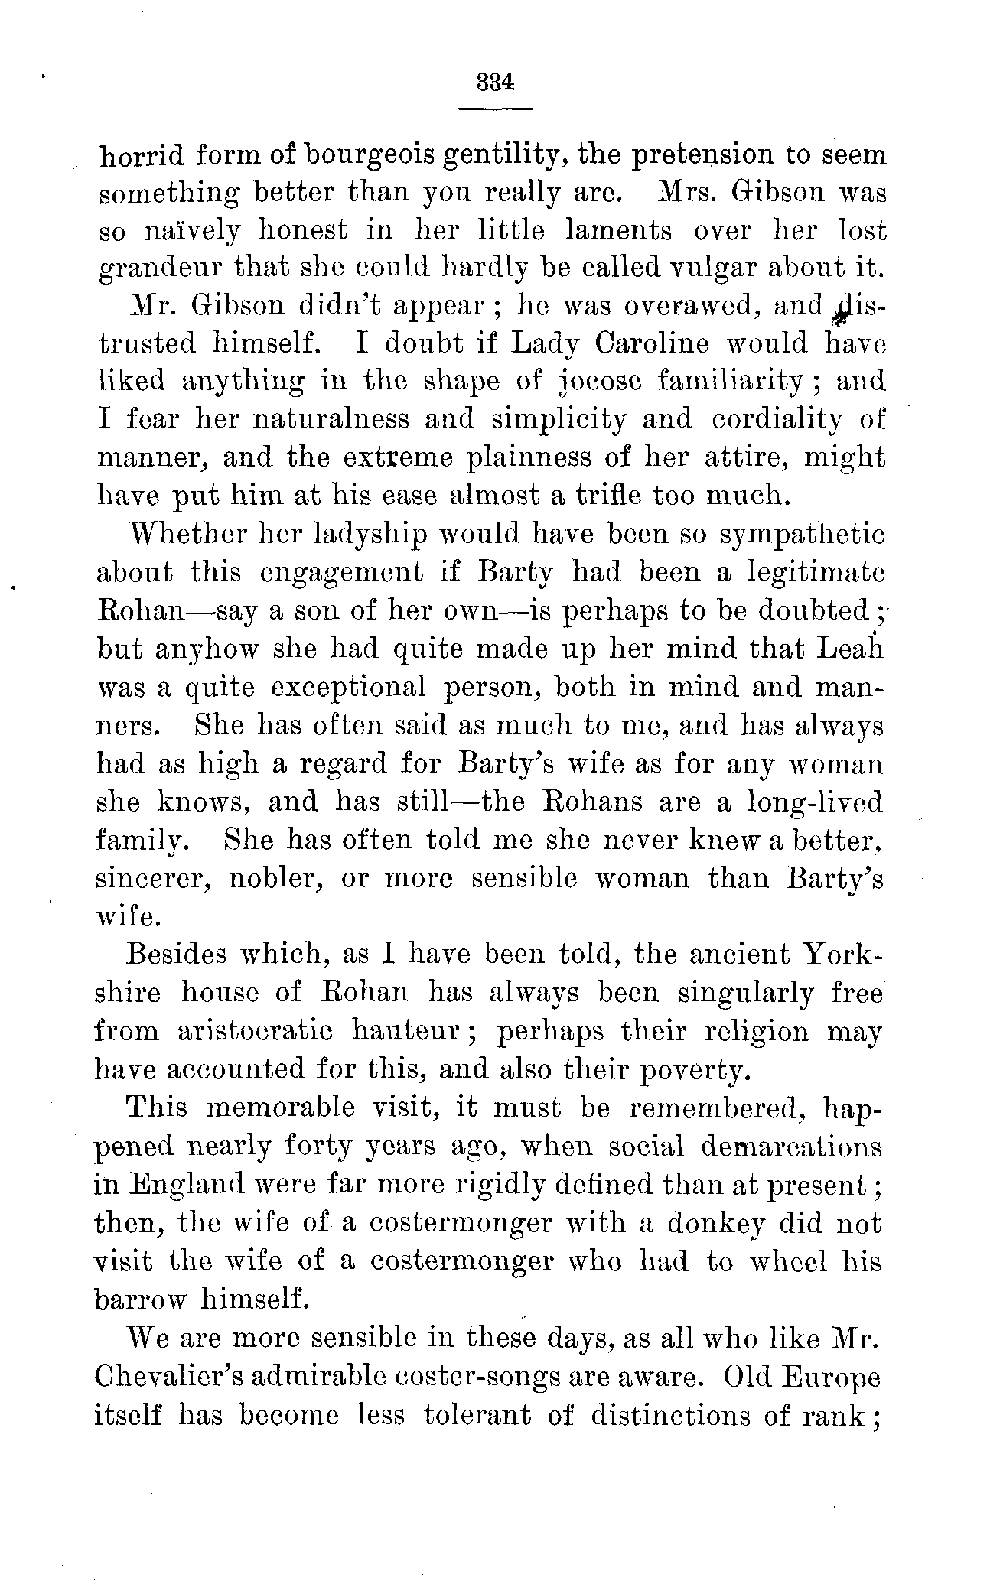 334
horrid form of bourgeois gentility, the pretension to seem
something better than you really are. Mrs. Gibson was
so naïvely honest in her little laments over her lost
grandeur that she could hardly be called vulgar about it.
Mr. Gibson didn't appear ; he was overawed, and dis-
trusted himself. I doubt if Lady Caroline would have
liked anything in the shape of jocose familiarity ; and
I fear her naturalness and simplicity and cordiality of
manner, and the extreme plainness of her attire, might
have put him at his ease almost a trifle too much.
Whether her ladyship would have been so sympathetic
about this engagement if Barty had been a legitimate
Rohan—say a son of her own—is perhaps to be doubted ;
but anyhow she had quite made up her mind that Leah
was a quite exceptional person, both in mind and man-
ners. She has often said as much to me, and has always
had as high a regard for Barty's wife as for any woman
she knows, and has still—the Rohans are a long-lived
family. She has often told me she never knew a better,
sincerer, nobler, or more sensible woman than Barty's
wife.
Besides which, as I have been told, the ancient York-
shire house of Rohan has always been singularly free
from aristocratic hauteur ; perhaps their religion may
have accounted for this, and also their poverty.
This memorable visit, it must be remembered, hap-
pened nearly forty years ago, when social demarcations
in England were far more rigidly defined than at present ;
then, the wife of a costermonger with a donkey did not
visit the wife of a costermonger who had to wheel his
barrow himself.
We are more sensible in these days, as all who like Mr.
Chevalier's admirable coster-songs are aware. Old Europe
itself has become less tolerant of distinctions of rank ;